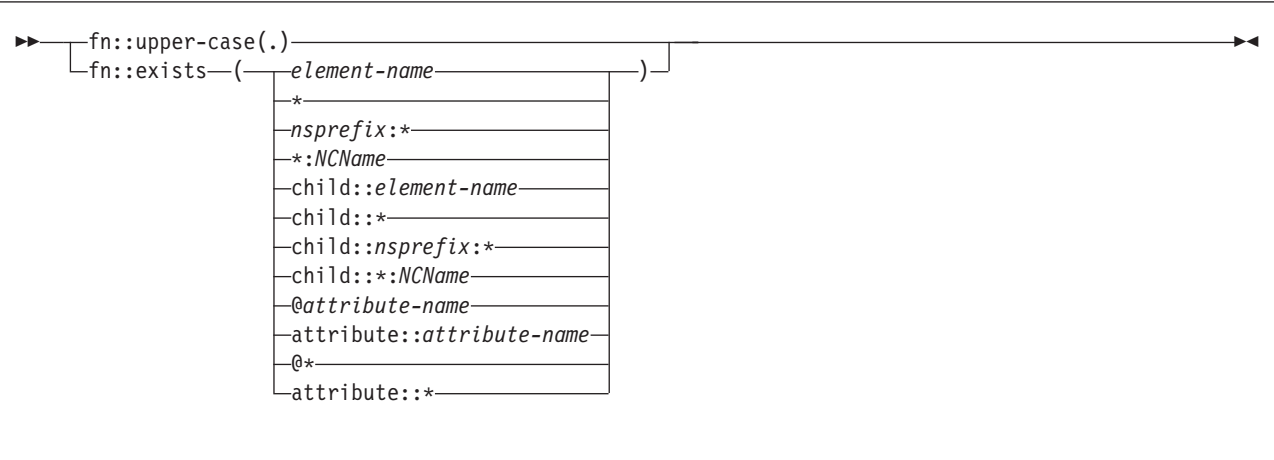 fn::upper-case(.)
fn::exists ( element-name )
*
nsprefix:*
*:NCName
child::element-name
child::*
child::nsprefix:*
child::*:NCName
@attribute-name
attribute::attribute-name
@*
attribute::*